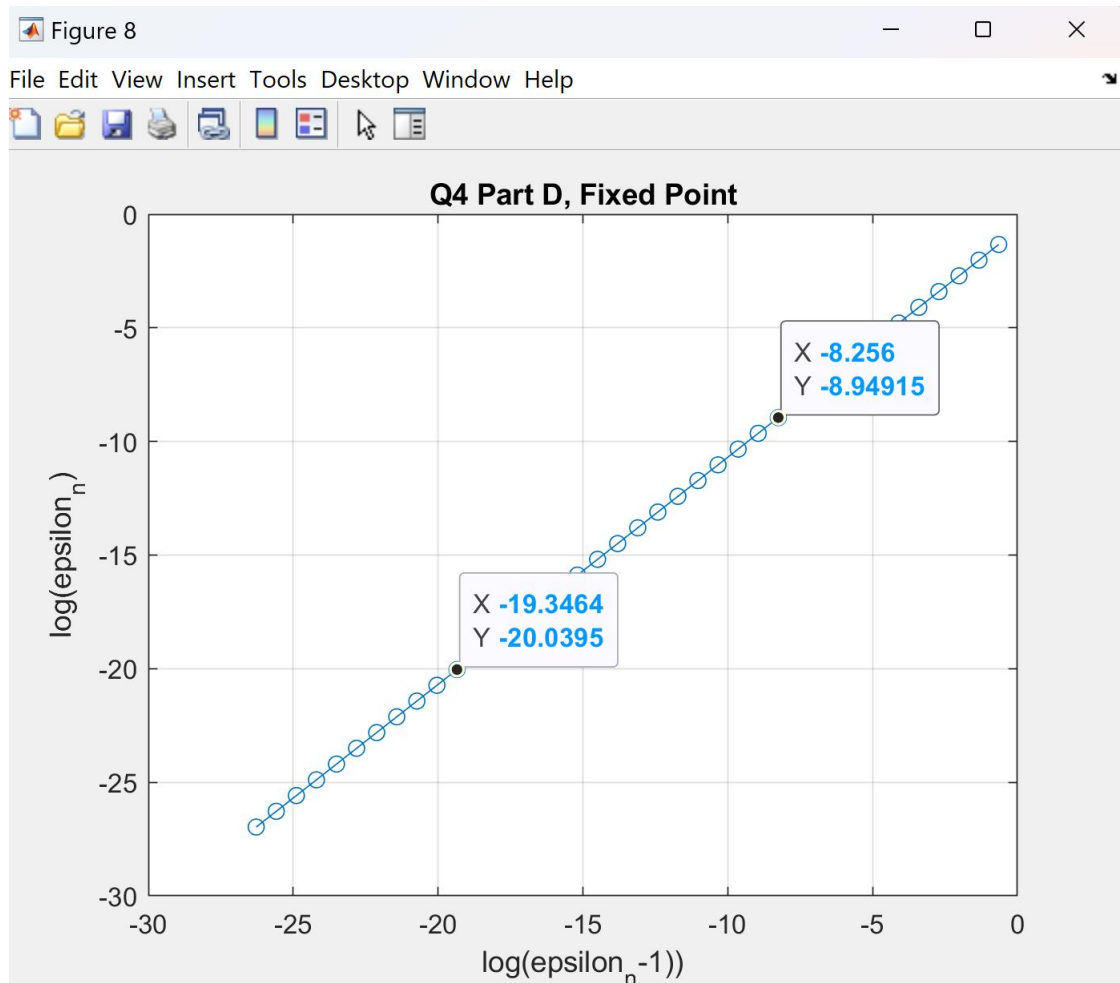 Figure 8
File Edit View Insert Tools Desktop Window Help
Q4 Part D, Fixed Point
0
-5
-10
-15
-20
-25
-30
log(epsilon_n)
X -8.256
Y -8.94915
X -19.3464
Y -20.0395
-30 -25 -20 -15 -10 -5 0
log(epsilon_n-1))